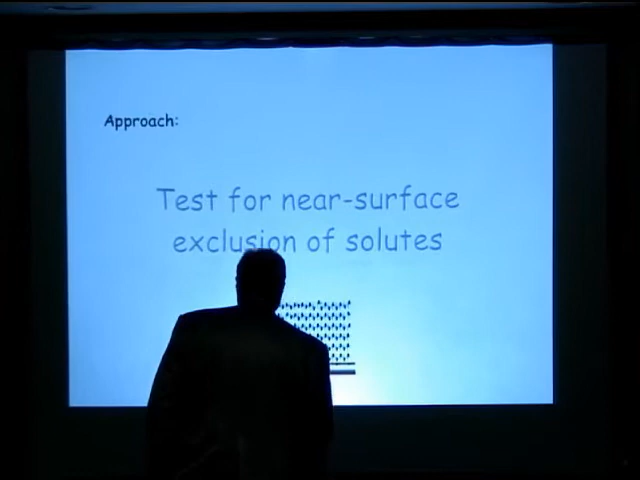 Approach:
Test for near-surface
exclusion of solutes